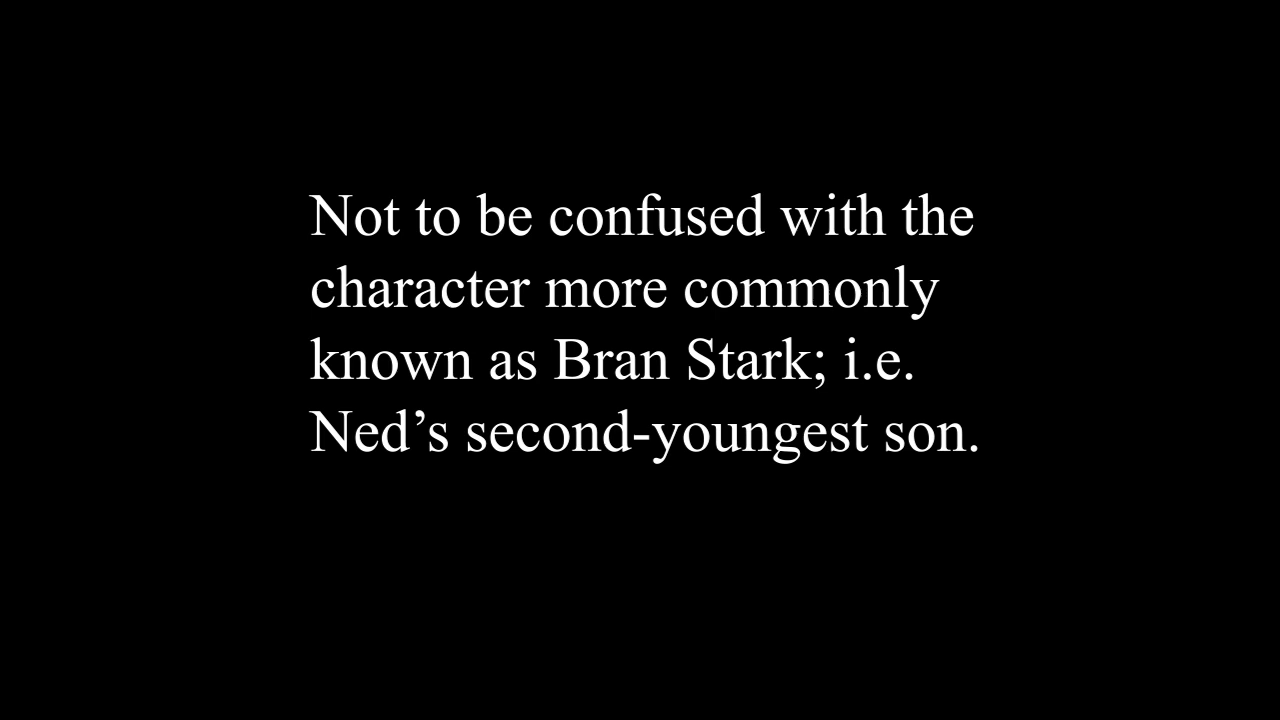 Not to be confused with the
character more commonly
known as Bran Stark; i.e.
Ned’s second-youngest son.